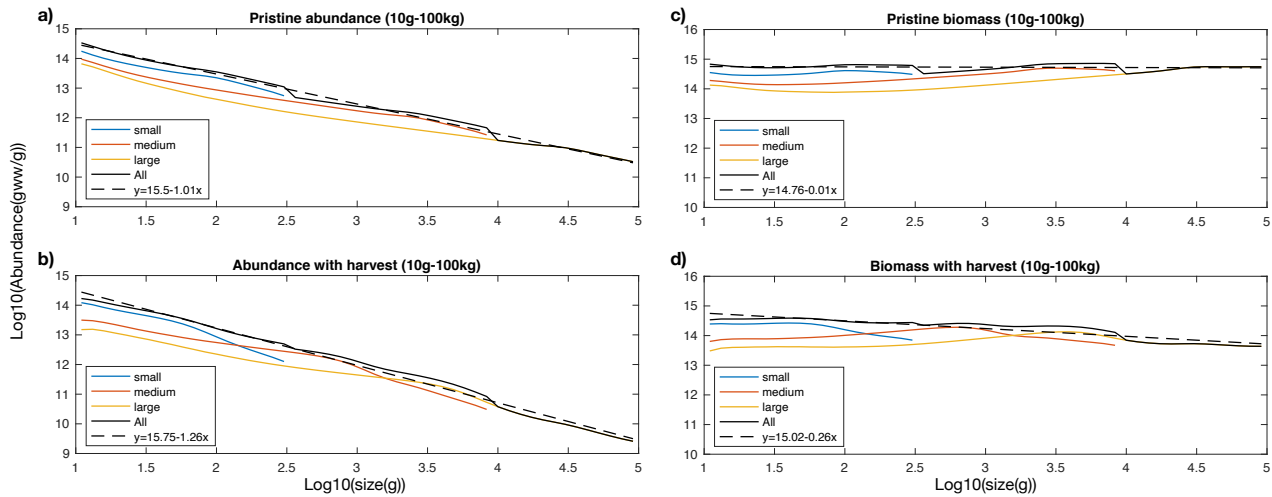 a)
Pristine abundance (10g-100kg)
15
14
13
12
11
10
9
small
medium
large
All
y=15.5-1.01x
1
1.5
2
2.5
3
3.5
4
4.5
5
c)
Pristine biomass (10g-100kg)
16
15
14
13
12
11
10
small
medium
large
All
y=14.76-0.01x
1
1.5
2
2.5
3
3.5
4
4.5
5
Log10(Abundance(gww/g)
b)
Abundance with harvest (10g-100kg)
15
14
13
12
11
10
9
small
medium
large
All
y=15.75-1.26x
1
1.5
2
2.5
3
3.5
4
4.5
5
Log10(size(g))
d)
Biomass with harvest (10g-100kg)
16
15
14
13
12
11
10
small
medium
large
All
y=15.02-0.26x
1
1.5
2
2.5
3
3.5
4
4.5
5
Log10(size(g))